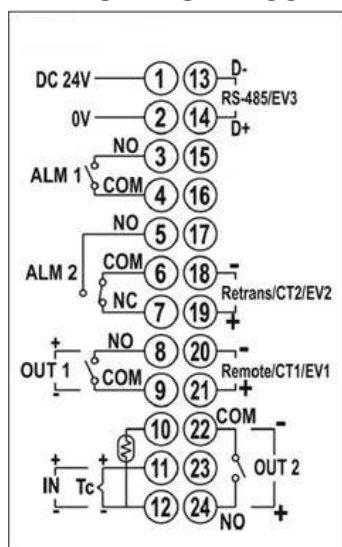 DC 24V 1 13 D-
RS-485/EV3
0V 2 14 D+
NO 3 15
ALM 1
COM 4 16
NO 5 17
COM 6 18 -
ALM 2 Retrans/CT2/EV2
NC 7 19 +
+ NO 8 20 -
OUT 1 Remote/CT1/EV1
- COM 9 21 +
10 22 COM -
+ + 11 23 OUT 2
IN Tc
- - 12 24 NO +